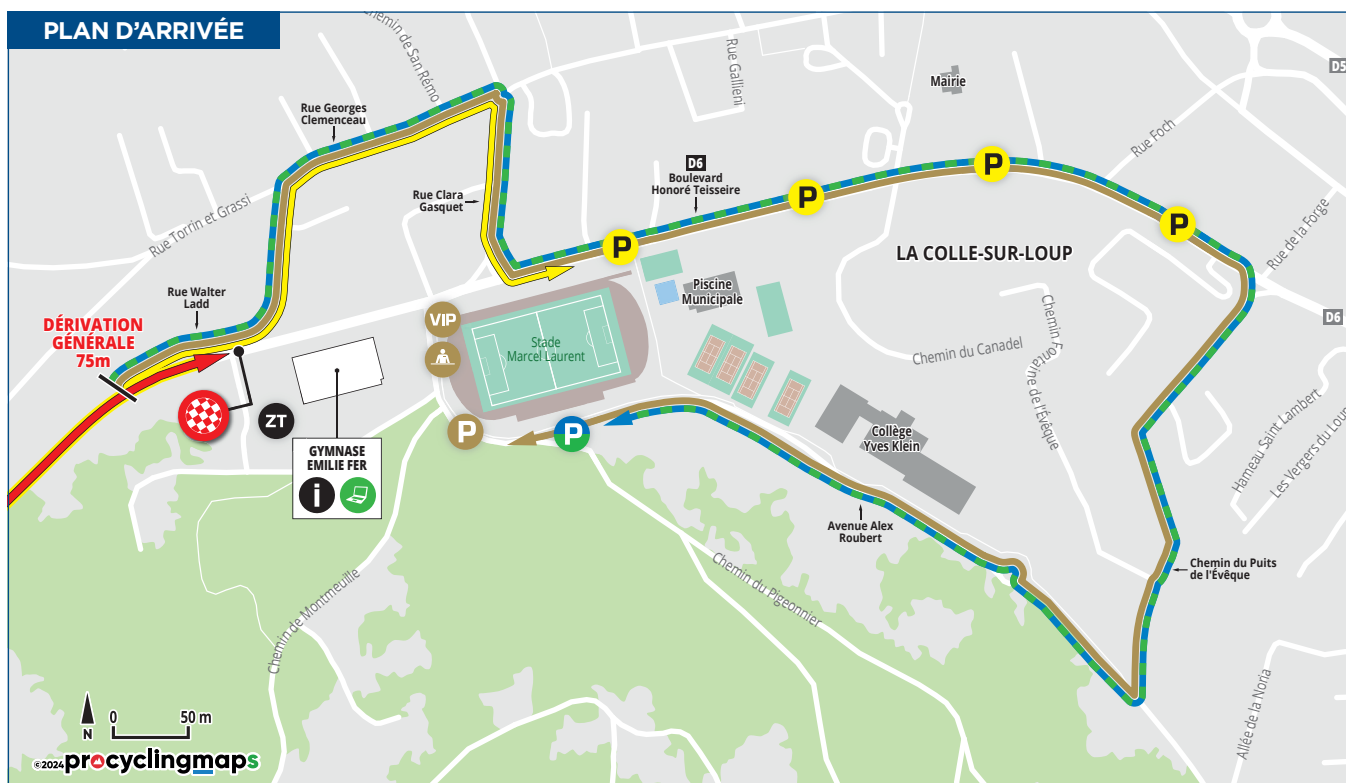 PLAN D'ARRIVÉE
Chemin de San Rémo
Rue Gallieni
Mairie
D5
Rue Georges
Clemenceau
Rue Foch
D6
Boulevard
Honoré Teisseire
P
P
Rue Clara
Gasquet
Rue Torrin et Grassi
P
P
Rue de la Forge
LA COLLE-SUR-LOUP
Rue Walter
Ladd
Piscine
Municipale
DÉRIVATION
GÉNÉRALE
75m
VIP
D6
Stade
Marcel Laurent
Chemin du Canadel
Chemin Fontaine de l'Évêque
ZT
P
P
Collège
Yves Klein
Hameau Saint Lambert
Les Vergers du Loup
GYMNASE
EMILIE FER
i
Avenue Alex
Roubert
Chemin du Puits
de l'Évêque
Chemin de Montmeuille
Chemin du Pigeonnier
Allée de la Noria
N
0 50 m
©2024 procyclingmaps